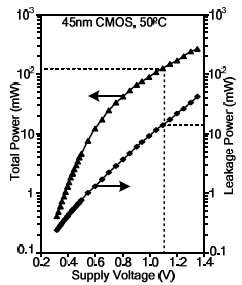 45nm CMOS, 50ºC
Total Power (mW)
10³
10²
10
1
0.1
10³
10²
10
1
0.1
Leakage Power (mW)
0.2 0.4 0.6 0.8 1.0 1.2 1.4
Supply Voltage (V)